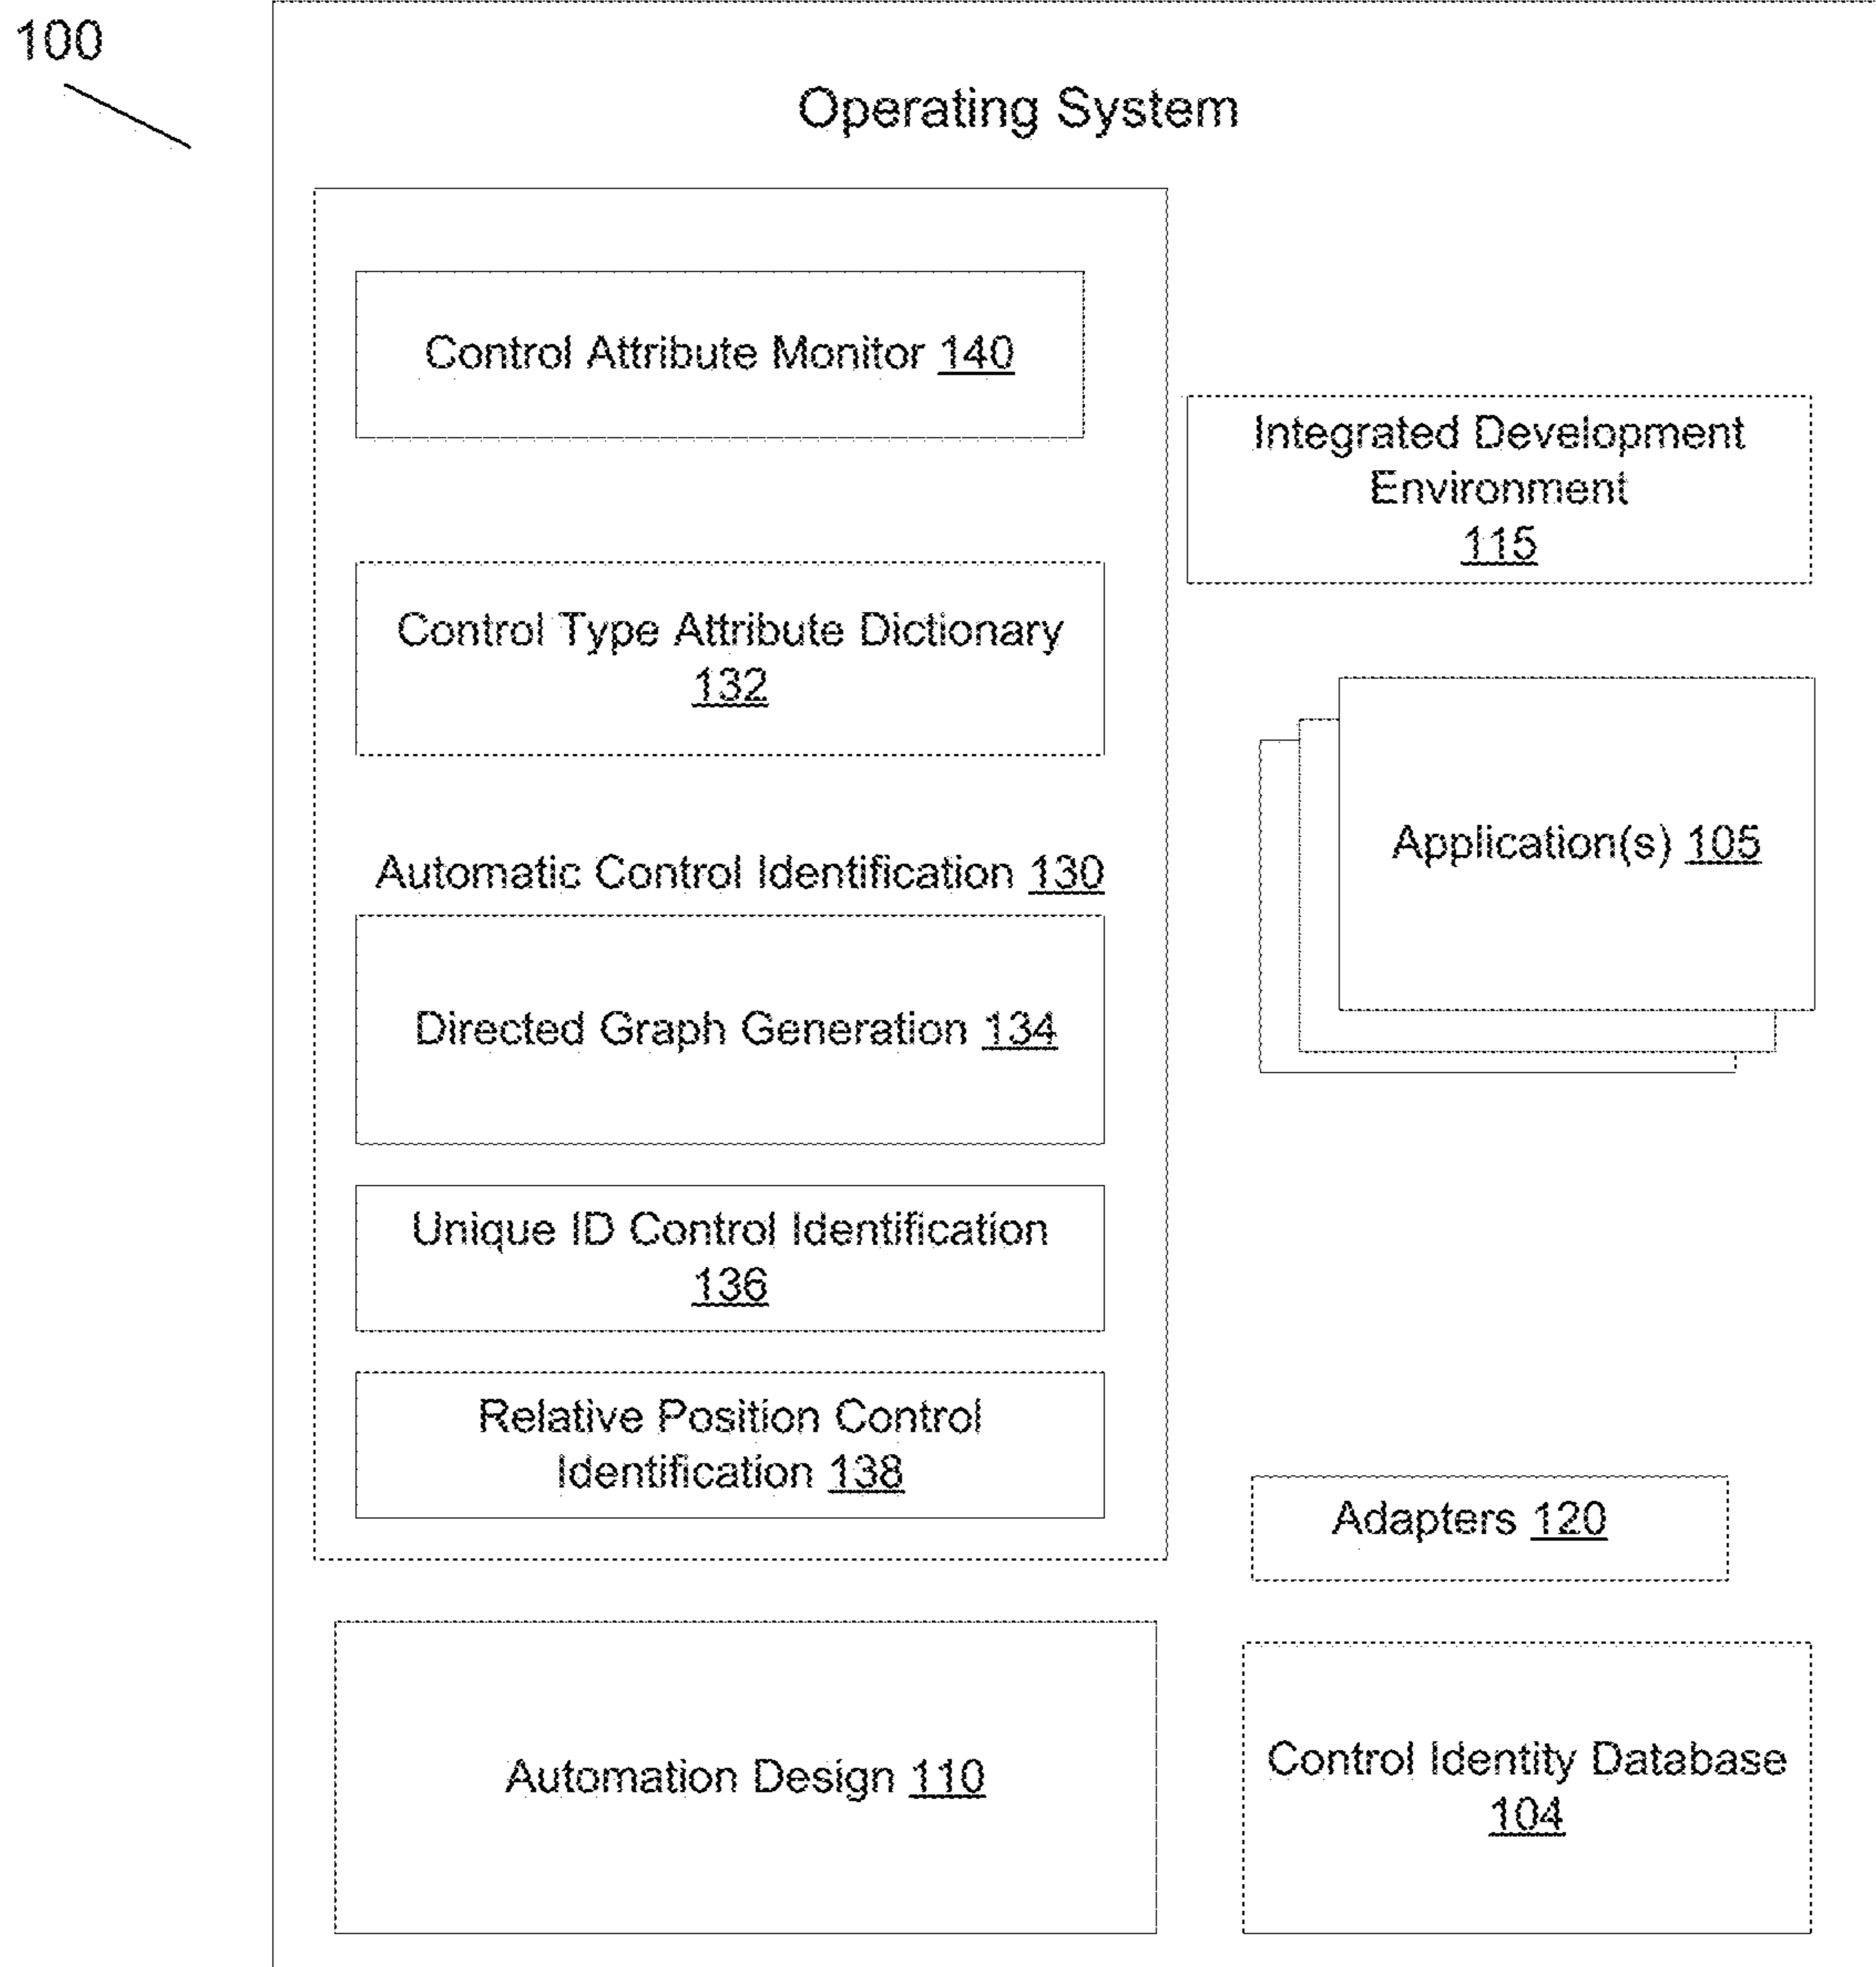 100
Operating System
Control Attribute Monitor 140
Integrated Development
Environment
115
Control Type Attribute Dictionary
132
Application(s) 105
Automatic Control Identification 130
Directed Graph Generation 134
Unique ID Control Identification
136
Relative Position Control
Identification 138
Adapters 120
Automation Design 110
Control Identity Database
104